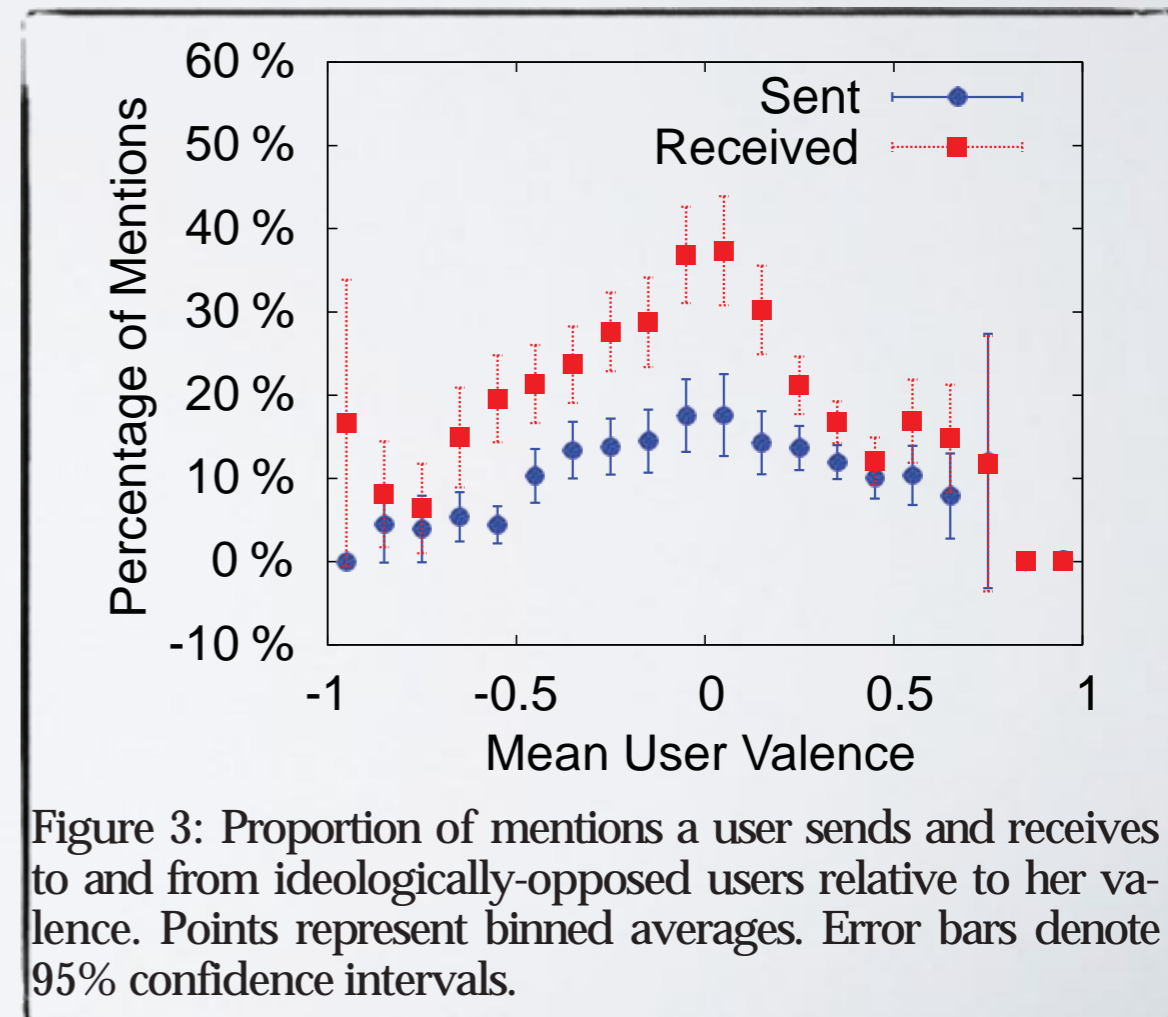 60 %
50 %
40 %
30 %
20 %
10 %
0 %
-10 %
Percentage of Mentions
Sent
Received
-1 -0.5 0 0.5 1
Mean User Valence
Figure 3: Proportion of mentions a user sends and receives
to and from ideologically-opposed users relative to her va-
lence. Points represent binned averages. Error bars denote
95% confidence intervals.